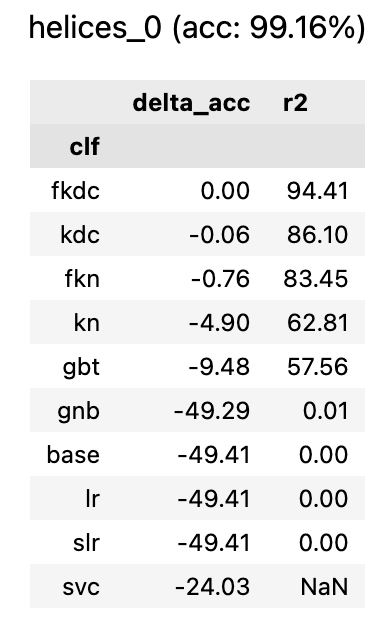 helices_0 (acc: 99.16%)
delta_acc r2
clf
fkdc 0.00 94.41
kdc -0.06 86.10
fkn -0.76 83.45
kn -4.90 62.81
gbt -9.48 57.56
gnb -49.29 0.01
base -49.41 0.00
lr -49.41 0.00
slr -49.41 0.00
svc -24.03 NaN